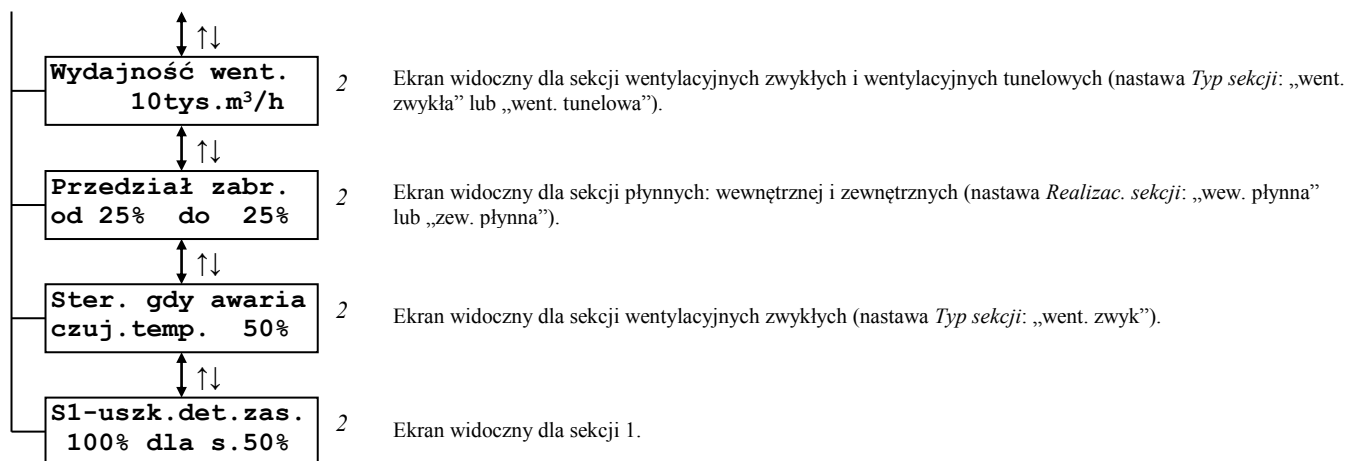 ↑↓
Wydajność went.
10tys.m³/h
2
Ekran widoczny dla sekcji wentylacyjnych zwykłych i wentylacyjnych tunelowych (nastawa Typ sekcji: „went.
zwykła” lub „went. tunelowa”).
↑↓
Przedział zabr.
od 25% do 25%
2
Ekran widoczny dla sekcji płynnych: wewnętrznej i zewnętrznych (nastawa Realizac. sekcji: „wew. płynna”
lub „zew. płynna”).
↑↓
Ster. gdy awaria
czuj.temp. 50%
2
Ekran widoczny dla sekcji wentylacyjnych zwykłych (nastawa Typ sekcji: „went. zwyk”).
↑↓
S1-uszk.det.zas.
100% dla s.50%
2
Ekran widoczny dla sekcji 1.